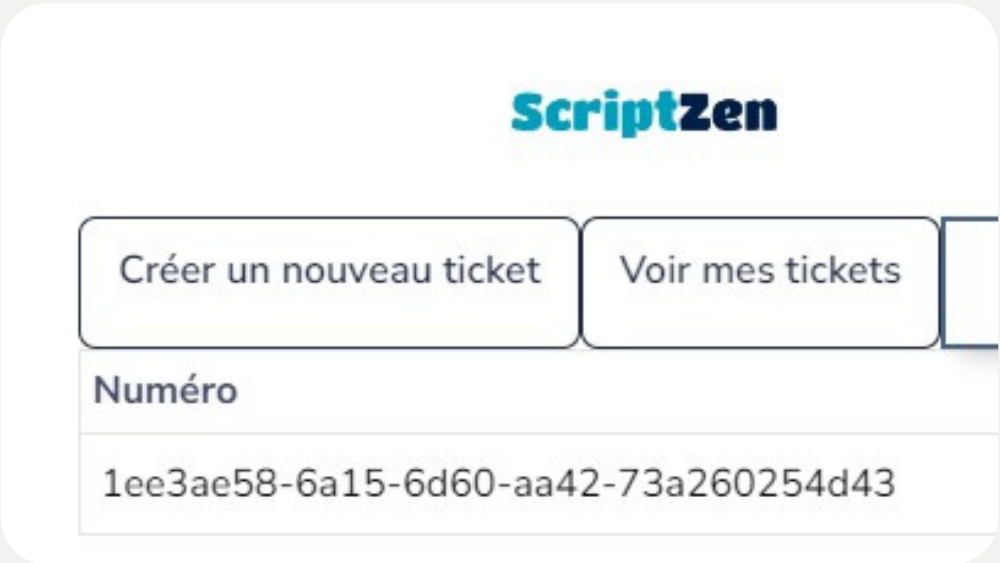 ScriptZen
Créer un nouveau ticket Voir mes tickets
Numéro
1ee3ae58-6a15-6d60-aa42-73a260254d43